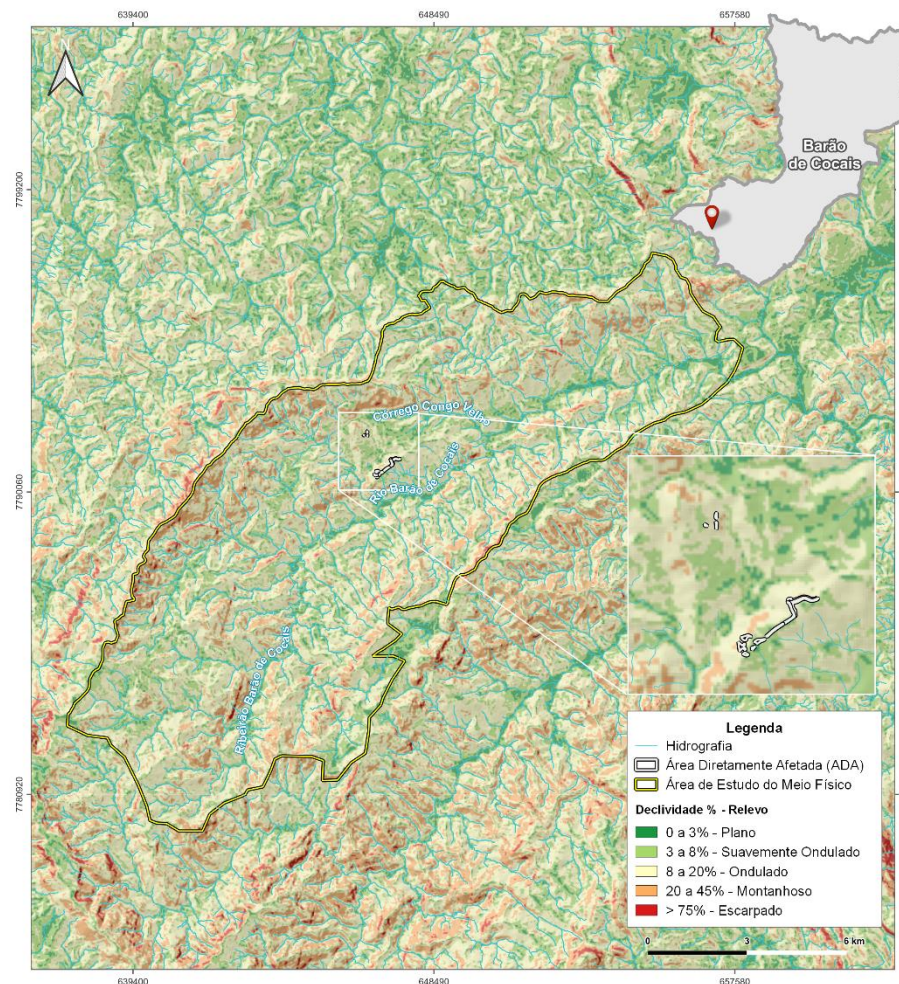 639400
648490
657580
N
Barão
de Cocais
7799200
7790060
7780920
Córrego Congo Velho
Rio Barão de Cocais
Ribeirão Barão de Cocais
Legenda
Hidrografia
Área Diretamente Afetada (ADA)
Área de Estudo do Meio Físico
Declividade % - Relevo
0 a 3% - Plano
3 a 8% - Suavemente Ondulado
8 a 20% - Ondulado
20 a 45% - Montanhoso
> 75% - Escarpado
0 3 6 km
639400
648490
657580